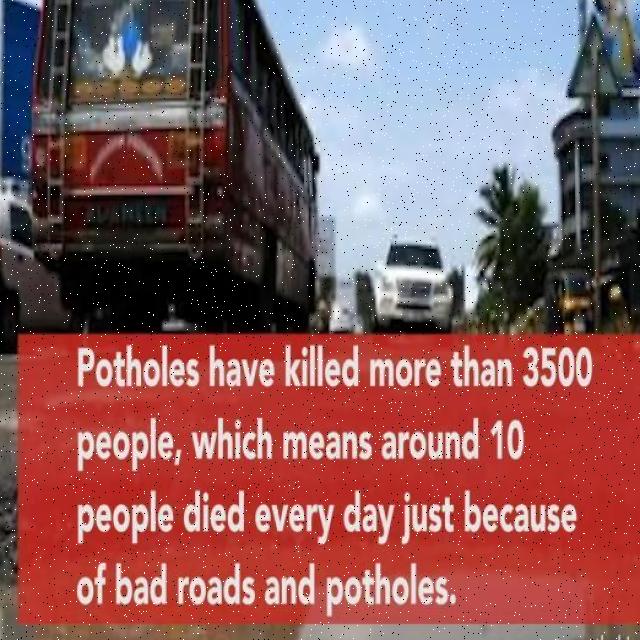 Potholes have killed more than 3500
people, which means around 10
people died every day just because
of bad roads and potholes.